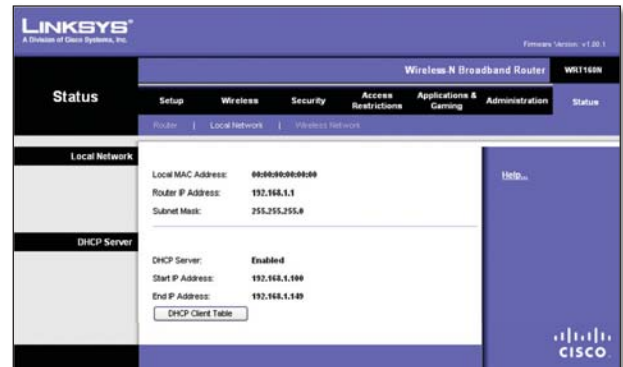 LINKSYS®
A Division of Cisco Systems, Inc.
Firmware Version: v1.00.1
Wireless-N Broadband Router WRT160N
Status
Setup Wireless Security Access Restrictions Applications & Gaming Administration Status
Router | Local Network | Wireless Network
Local Network
Local MAC Address: 00:00:00:00:00:00
Router IP Address: 192.168.1.1
Subnet Mask: 255.255.255.0
Help...
DHCP Server
DHCP Server: Enabled
Start IP Address: 192.168.1.100
End IP Address: 192.168.1.149
DHCP Client Table
CISCO.